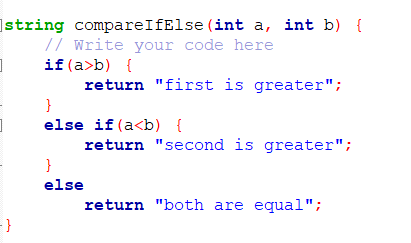 string compareIfElse(int a, int b) {
    // Write your code here
    if(a>b) {
        return "first is greater";
    }
    else if(a<b) {
        return "second is greater";
    }
    else
        return "both are equal";
}